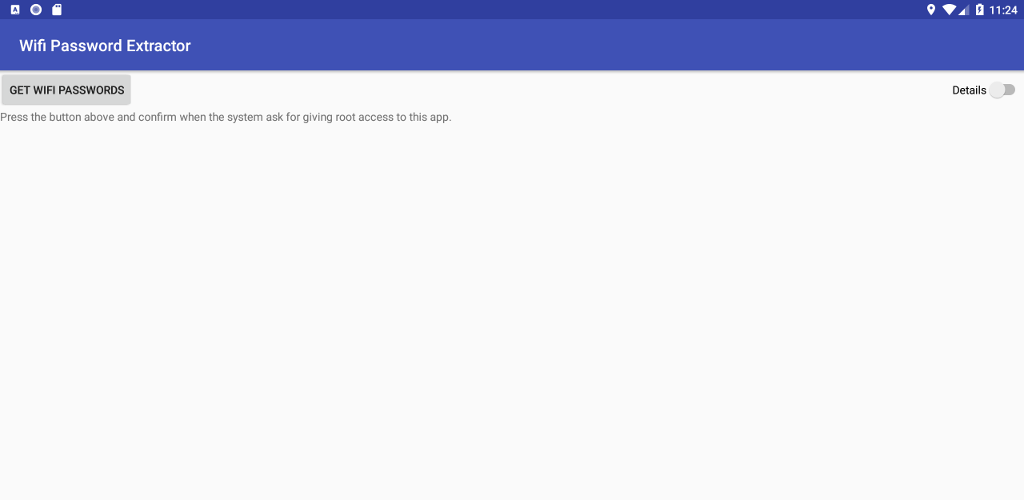 11:24
Wifi Password Extractor
GET WIFI PASSWORDS
Details
Press the button above and confirm when the system ask for giving root access to this app.